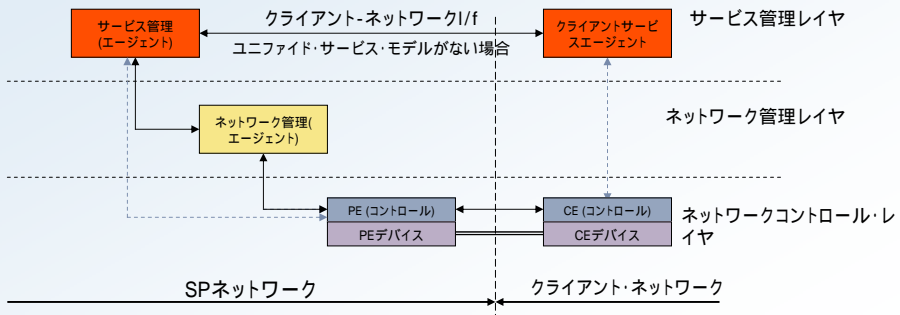 サービス管理
(エージェント)
クライアント-ネットワークI/f
ユニファイド・サービス・モデルがない場合
クライアントサービ
スエージェント
サービス管理レイヤ
ネットワーク管理(
エージェント)
ネットワーク管理レイヤ
PE (コントロール)
PEデバイス
CE (コントロール)
CEデバイス
ネットワークコントロール・レ
イヤ
SPネットワーク
クライアント・ネットワーク